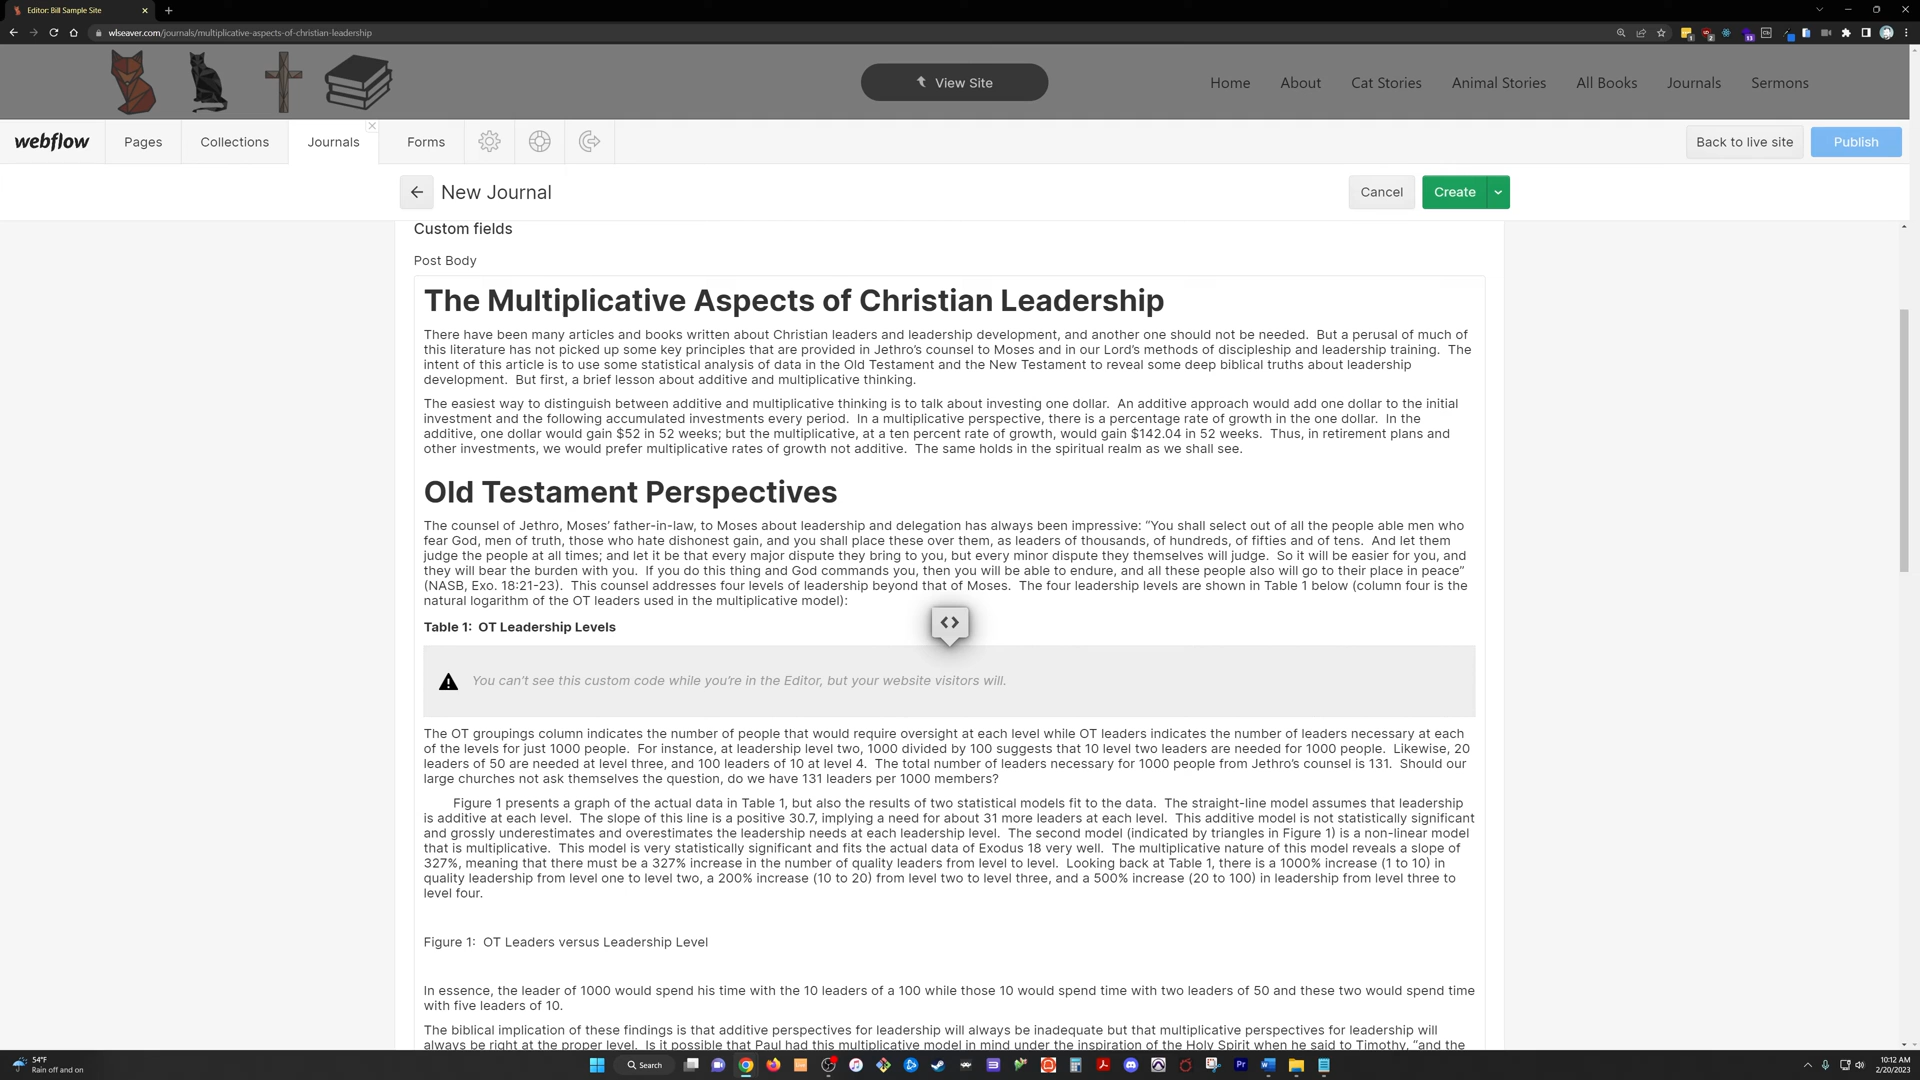 Editor: Bill Sample Site
wlseaver.com/journals/multiplicative-aspects-of-christian-leadership
View Site
Home
About
Cat Stories
Animal Stories
All Books
Journals
Sermons
webflow
Pages
Collections
Journals
Forms
Back to live site
Publish
New Journal
Cancel
Create
Custom fields
Post Body
The Multiplicative Aspects of Christian Leadership
There have been many articles and books written about Christian leaders and leadership development, and another one should not be needed.  But a perusal of much of
this literature has not picked up some key principles that are provided in Jethro's counsel to Moses and in our Lord's methods of discipleship and leadership training.  The
intent of this article is to use some statistical analysis of data in the Old Testament and the New Testament to reveal some deep biblical truths about leadership
development.  But first, a brief lesson about additive and multiplicative thinking.
The easiest way to distinguish between additive and multiplicative thinking is to talk about investing one dollar.  An additive approach would add one dollar to the initial
investment and the following accumulated investments every period.  In a multiplicative perspective, there is a percentage rate of growth in the one dollar.  In the
additive, one dollar would gain $52 in 52 weeks; but the multiplicative, at a ten percent rate of growth, would gain $142.04 in 52 weeks.  Thus, in retirement plans and
other investments, we would prefer multiplicative rates of growth not additive.  The same holds in the spiritual realm as we shall see.
Old Testament Perspectives
The counsel of Jethro, Moses' father-in-law, to Moses about leadership and delegation has always been impressive: "You shall select out of all the people able men who
fear God, men of truth, those who hate dishonest gain, and you shall place these over them, as leaders of thousands, of hundreds, of fifties and of tens.  And let them
judge the people at all times; and let it be that every major dispute they bring to you, but every minor dispute they themselves will judge.  So it will be easier for you, and
they will bear the burden with you.  If you do this thing and God commands you, then you will be able to endure, and all these people also will go to their place in peace"
(NASB, Exo. 18:21-23).  This counsel addresses four levels of leadership beyond that of Moses.  The four leadership levels are shown in Table 1 below (column four is the
natural logarithm of the OT leaders used in the multiplicative model):
Table 1:  OT Leadership Levels
You can't see this custom code while you're in the Editor, but your website visitors will.
The OT groupings column indicates the number of people that would require oversight at each level while OT leaders indicates the number of leaders necessary at each
of the levels for just 1000 people.  For instance, at leadership level two, 1000 divided by 100 suggests that 10 level two leaders are needed for 1000 people.  Likewise, 20
leaders of 50 are needed at level three, and 100 leaders of 10 at level 4.  The total number of leaders necessary for 1000 people from Jethro's counsel is 131.  Should our
large churches not ask themselves the question, do we have 131 leaders per 1000 members?
Figure 1 presents a graph of the actual data in Table 1, but also the results of two statistical models fit to the data.  The straight-line model assumes that leadership
is additive at each level.  The slope of this line is a positive 30.7, implying a need for about 31 more leaders at each level.  This additive model is not statistically significant
and grossly underestimates and overestimates the leadership needs at each leadership level.  The second model (indicated by triangles in Figure 1) is a non-linear model
that is multiplicative.  This model is very statistically significant and fits the actual data of Exodus 18 very well.  The multiplicative nature of this model reveals a slope of
327%, meaning that there must be a 327% increase in the number of quality leaders from level to level.  Looking back at Table 1, there is a 1000% increase (1 to 10) in
quality leadership from level one to level two, a 200% increase (10 to 20) from level two to level three, and a 500% increase (20 to 100) in leadership from level three to
level four.
Figure 1:  OT Leaders versus Leadership Level
In essence, the leader of 1000 would spend his time with the 10 leaders of a 100 while those 10 would spend time with two leaders of 50 and these two would spend time
with five leaders of 10.
The biblical implication of these findings is that additive perspectives for leadership will always be inadequate but that multiplicative perspectives for leadership will
always be right at the proper level.  Is it possible that Paul had this multiplicative model in mind under the inspiration of the Holy Spirit when he said to Timothy, "and the
54°F
Rain off and on
Search
10:12 AM
2/20/2023